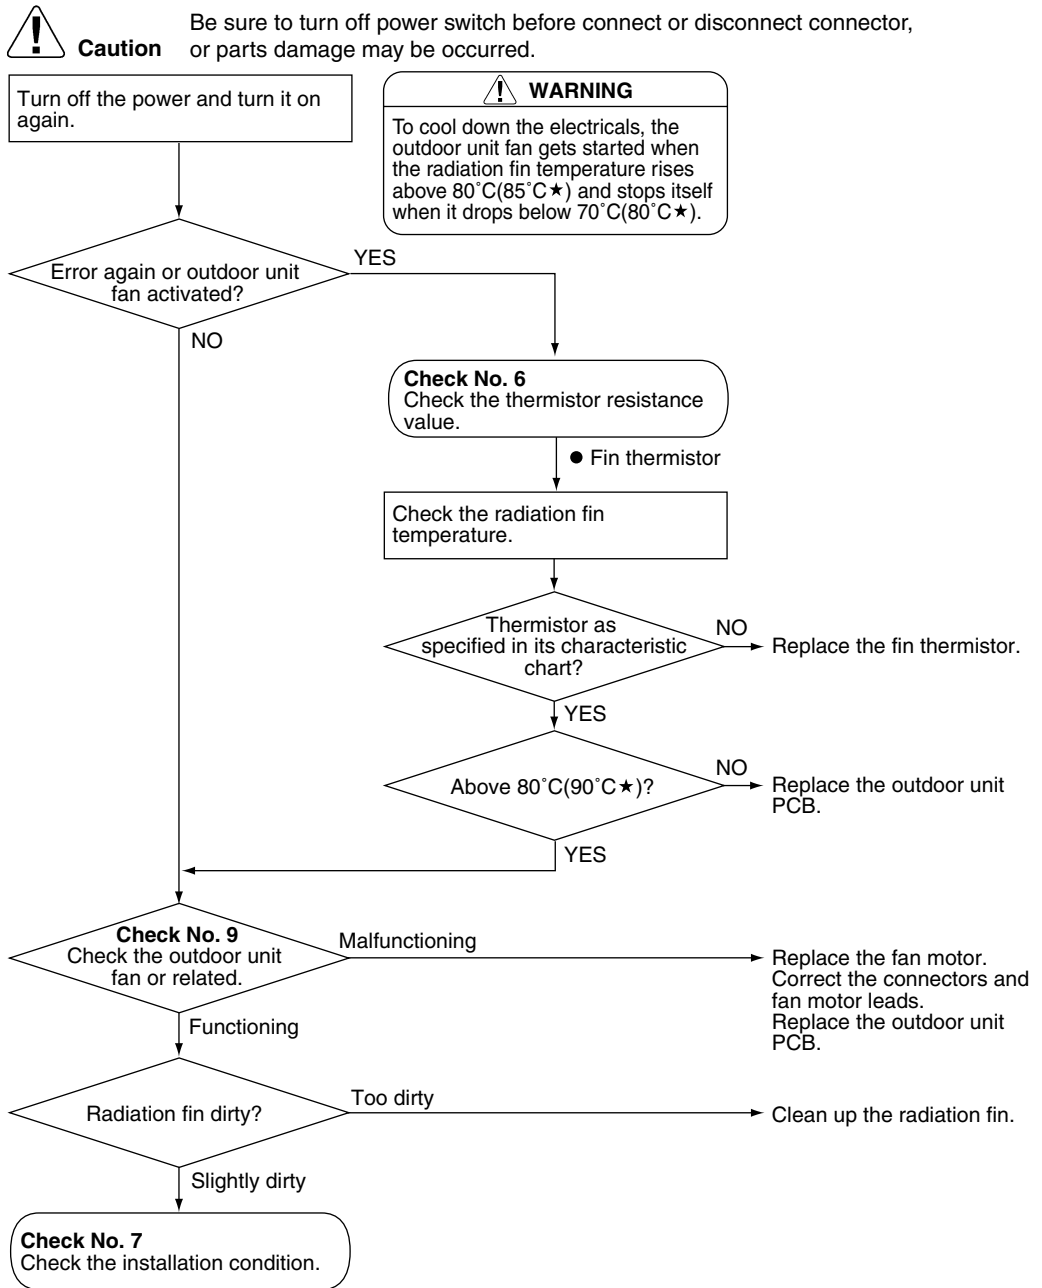 Be sure to turn off power switch before connect or disconnect connector,
Caution or parts damage may be occurred.
Turn off the power and turn it on
again.
WARNING
To cool down the electricals, the
outdoor unit fan gets started when
the radiation fin temperature rises
above 80˚C(85˚C★) and stops itself
when it drops below 70˚C(80˚C★).
Error again or outdoor unit
fan activated?
YES
NO
Check No. 6
Check the thermistor resistance
value.
● Fin thermistor
Check the radiation fin
temperature.
Thermistor as
specified in its characteristic
chart?
NO
Replace the fin thermistor.
YES
Above 80˚C(90˚C★)?
NO
Replace the outdoor unit
PCB.
YES
Check No. 9
Check the outdoor unit
fan or related.
Malfunctioning
Replace the fan motor.
Correct the connectors and
fan motor leads.
Replace the outdoor unit
PCB.
Functioning
Radiation fin dirty?
Too dirty
Clean up the radiation fin.
Slightly dirty
Check No. 7
Check the installation condition.